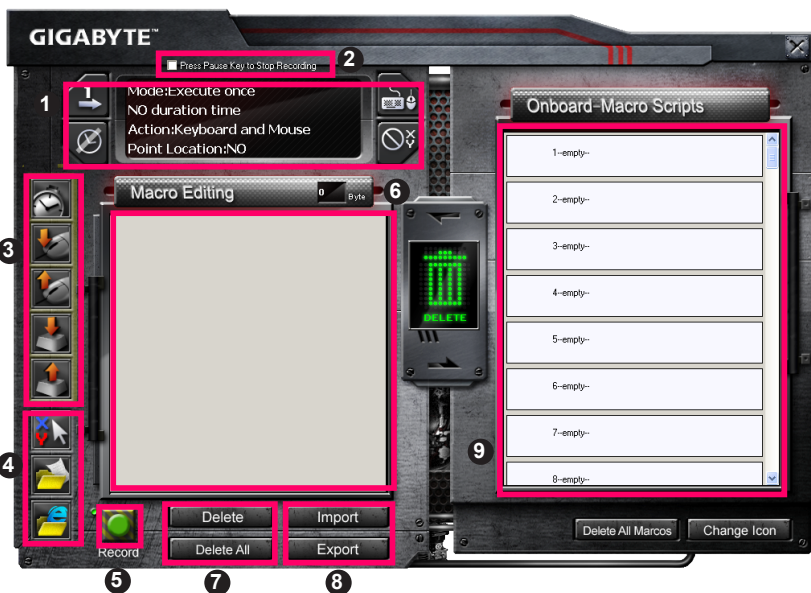 GIGABYTE™
Press Pause Key to Stop Recording
2
1
1
Mode:Execute once
NO duration time
Action:Keyboard and Mouse
Point Location:NO
X
Y
Onboard-Macro Scripts
Macro Editing
0
Byte
6
3
DELETE
1--empty--
2--empty--
3--empty--
4--empty--
5--empty--
6--empty--
7--empty--
8--empty--
9
4
X
Y
Record
5
Delete
Delete All
7
Import
Export
8
Delete All Marcos
Change Icon